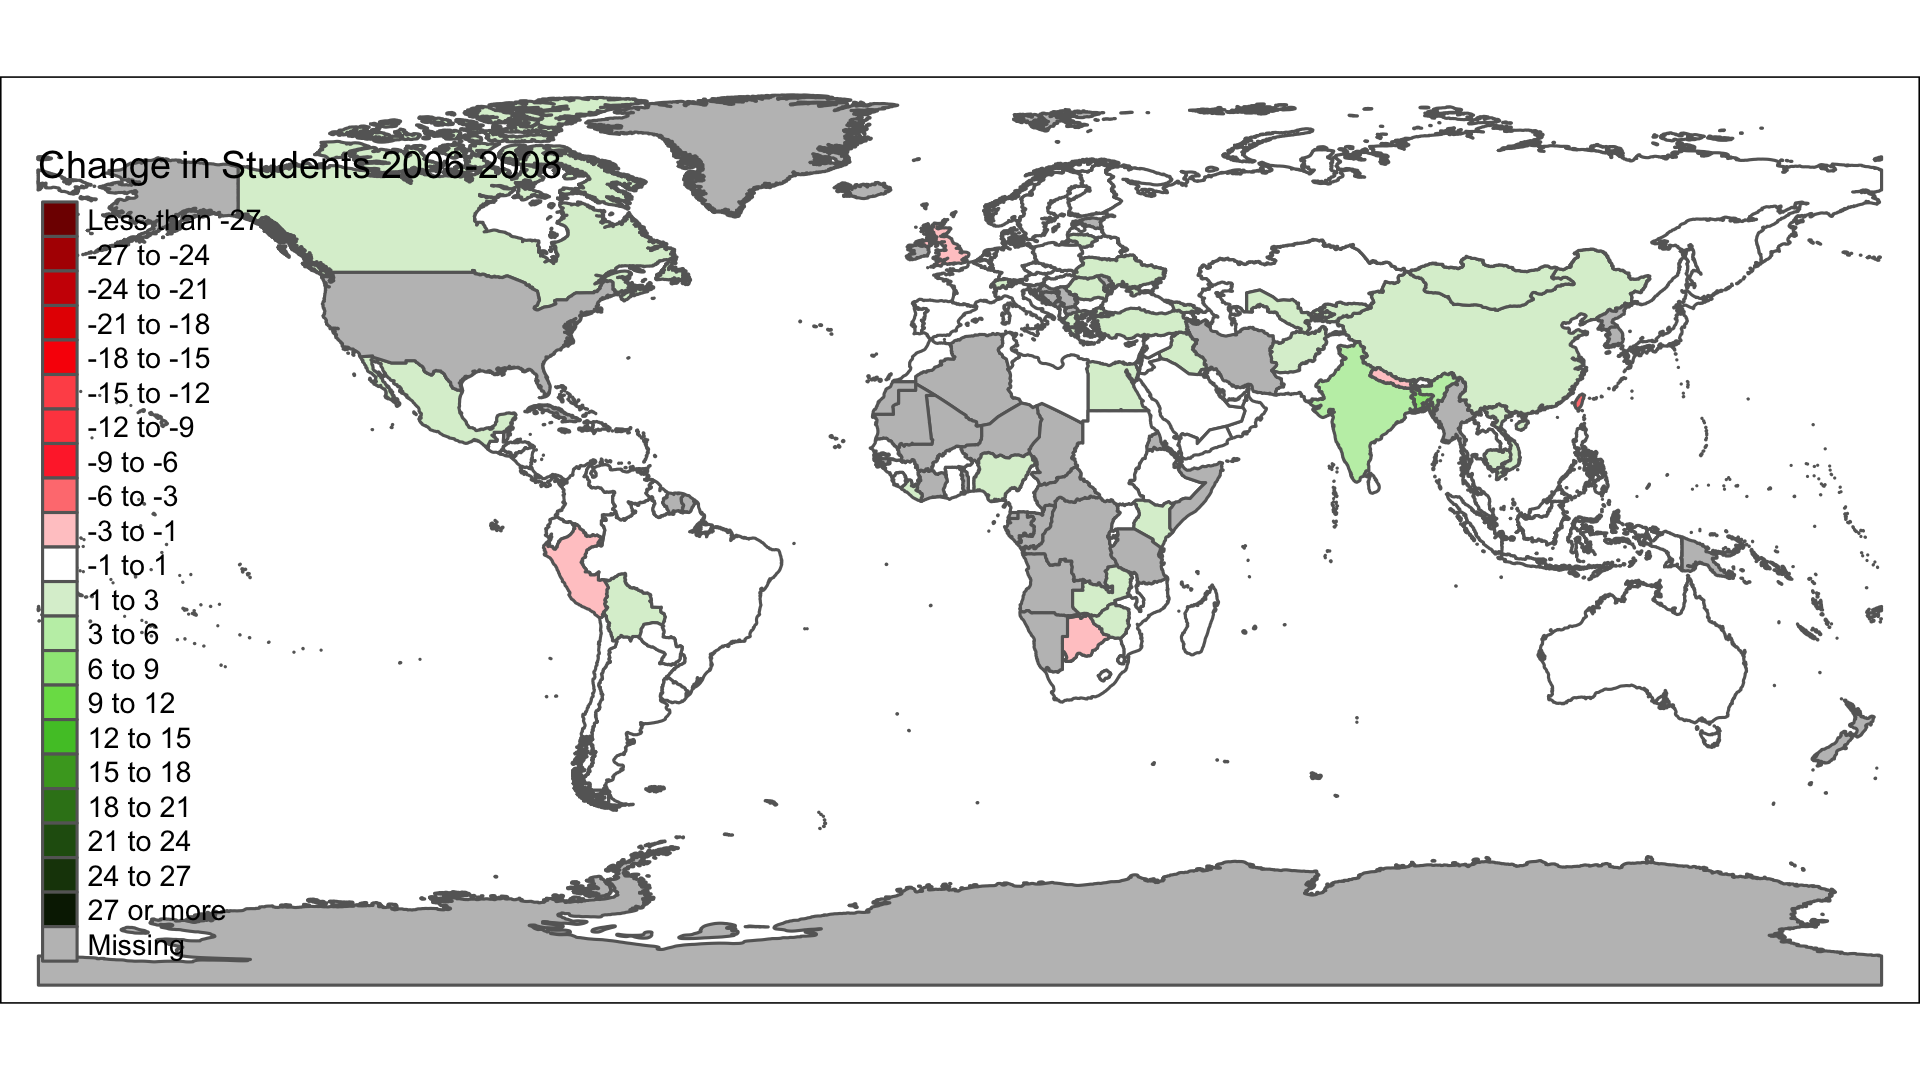 Change in Students 2006-2008
Less than -27
-27 to -24
-24 to -21
-21 to -18
-18 to -15
-15 to -12
-12 to -9
-9 to -6
-6 to -3
-3 to -1
-1 to 1
1 to 3
3 to 6
6 to 9
9 to 12
12 to 15
15 to 18
18 to 21
21 to 24
24 to 27
27 or more
Missing